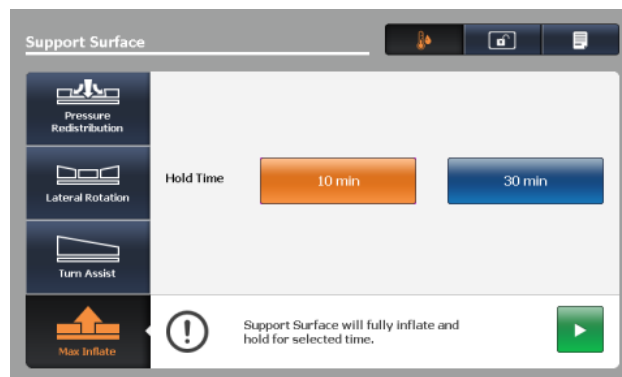 Support Surface
Pressure
Redistribution
Lateral Rotation
Turn Assist
Max Inflate
Hold Time
10 min
30 min
Support Surface will fully inflate and
hold for selected time.